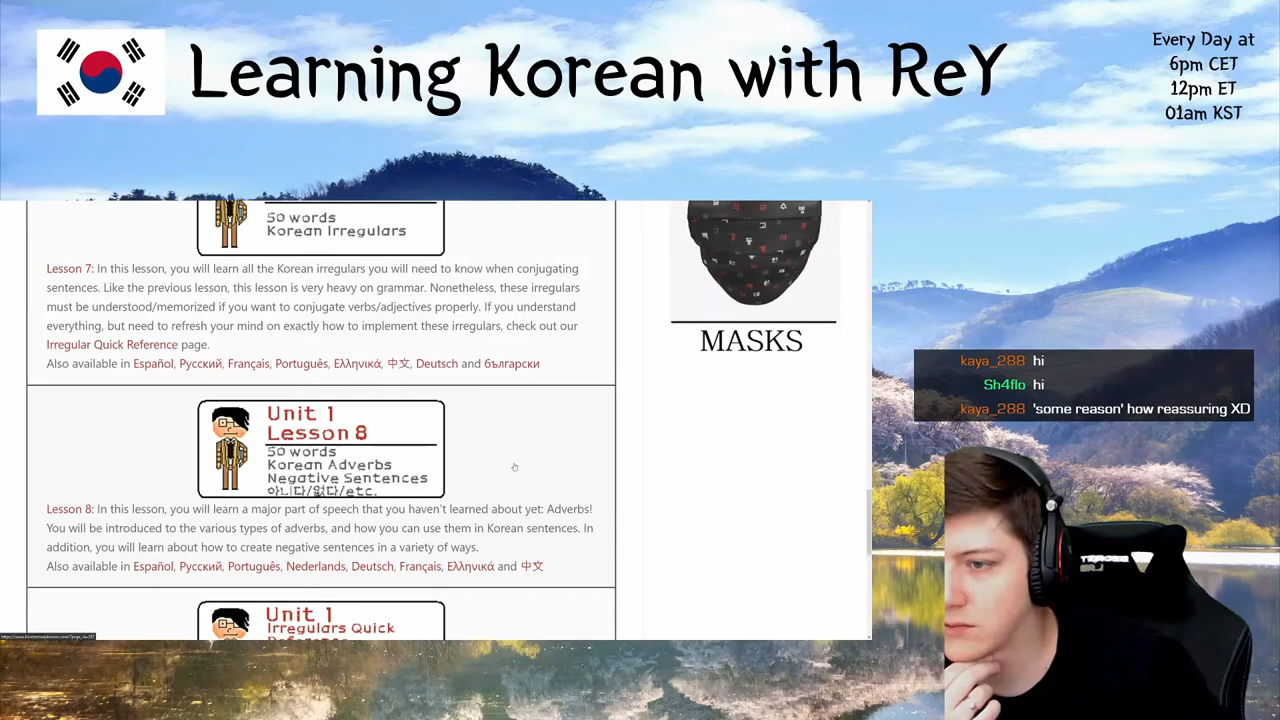 Learning Korean with ReY
Every Day at
6pm CET
12pm ET
01am KST
50 words
Korean Irregulars
Lesson 7: In this lesson, you will learn all the Korean irregulars you will need to know when conjugating
sentences. Like the previous lesson, this lesson is very heavy on grammar. Nonetheless, these irregulars
must be understood/memorized if you want to conjugate verbs/adjectives properly. If you understand
everything, but need to refresh your mind on exactly how to implement these irregulars, check out our
Irregular Quick Reference page.
Also available in Español, Русский, Français, Português, Ελληνικά, 中文, Deutsch and български
Unit 1
Lesson 8
50 words
Korean Adverbs
Negative Sentences
아니다/없다/etc.
Lesson 8: In this lesson, you will learn a major part of speech that you haven't learned about yet: Adverbs!
You will be introduced to the various types of adverbs, and how you can use them in Korean sentences. In
addition, you will learn about how to create negative sentences in a variety of ways.
Also available in Español, Русский, Português, Nederlands, Deutsch, Français, Ελληνικά and 中文
Unit 1
Irregulars Quick
MASKS
kaya_288 hi
Sh4flo hi
kaya_288 'some reason' how reassuring XD